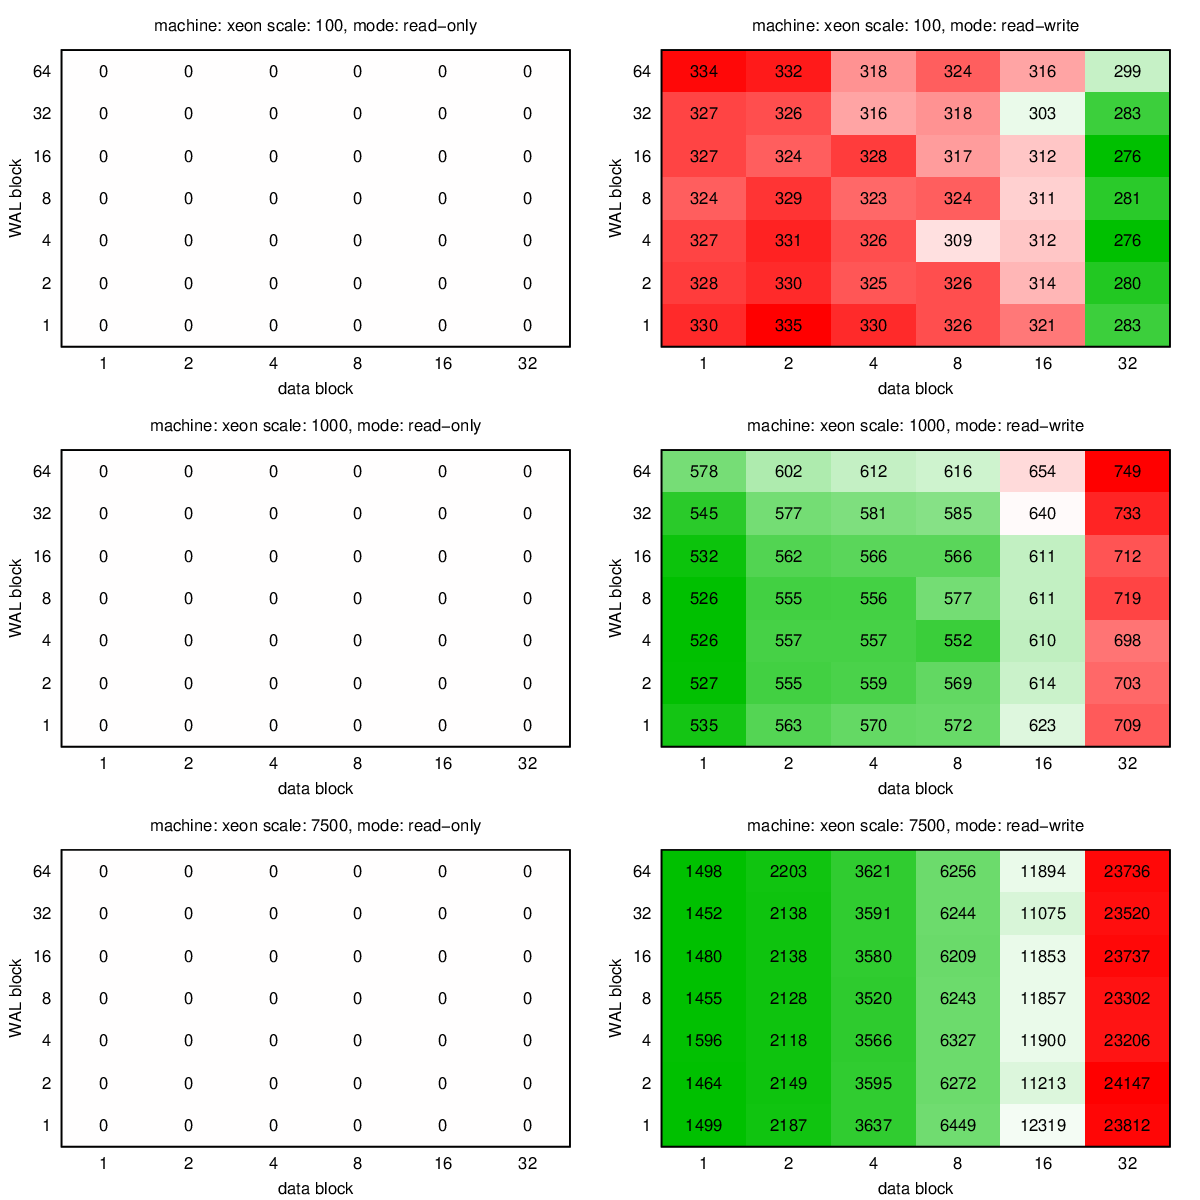 machine: xeon scale: 100, mode: read−only
WAL block
64 0 0 0 0 0 0
32 0 0 0 0 0 0
16 0 0 0 0 0 0
8 0 0 0 0 0 0
4 0 0 0 0 0 0
2 0 0 0 0 0 0
1 0 0 0 0 0 0
1 2 4 8 16 32
data block
machine: xeon scale: 100, mode: read−write
WAL block
64 334 332 318 324 316 299
32 327 326 316 318 303 283
16 327 324 328 317 312 276
8 324 329 323 324 311 281
4 327 331 326 309 312 276
2 328 330 325 326 314 280
1 330 335 330 326 321 283
1 2 4 8 16 32
data block
machine: xeon scale: 1000, mode: read−only
WAL block
64 0 0 0 0 0 0
32 0 0 0 0 0 0
16 0 0 0 0 0 0
8 0 0 0 0 0 0
4 0 0 0 0 0 0
2 0 0 0 0 0 0
1 0 0 0 0 0 0
1 2 4 8 16 32
data block
machine: xeon scale: 1000, mode: read−write
WAL block
64 578 602 612 616 654 749
32 545 577 581 585 640 733
16 532 562 566 566 611 712
8 526 555 556 577 611 719
4 526 557 557 552 610 698
2 527 555 559 569 614 703
1 535 563 570 572 623 709
1 2 4 8 16 32
data block
machine: xeon scale: 7500, mode: read−only
WAL block
64 0 0 0 0 0 0
32 0 0 0 0 0 0
16 0 0 0 0 0 0
8 0 0 0 0 0 0
4 0 0 0 0 0 0
2 0 0 0 0 0 0
1 0 0 0 0 0 0
1 2 4 8 16 32
data block
machine: xeon scale: 7500, mode: read−write
WAL block
64 1498 2203 3621 6256 11894 23736
32 1452 2138 3591 6244 11075 23520
16 1480 2138 3580 6209 11853 23737
8 1455 2128 3520 6243 11857 23302
4 1596 2118 3566 6327 11900 23206
2 1464 2149 3595 6272 11213 24147
1 1499 2187 3637 6449 12319 23812
1 2 4 8 16 32
data block